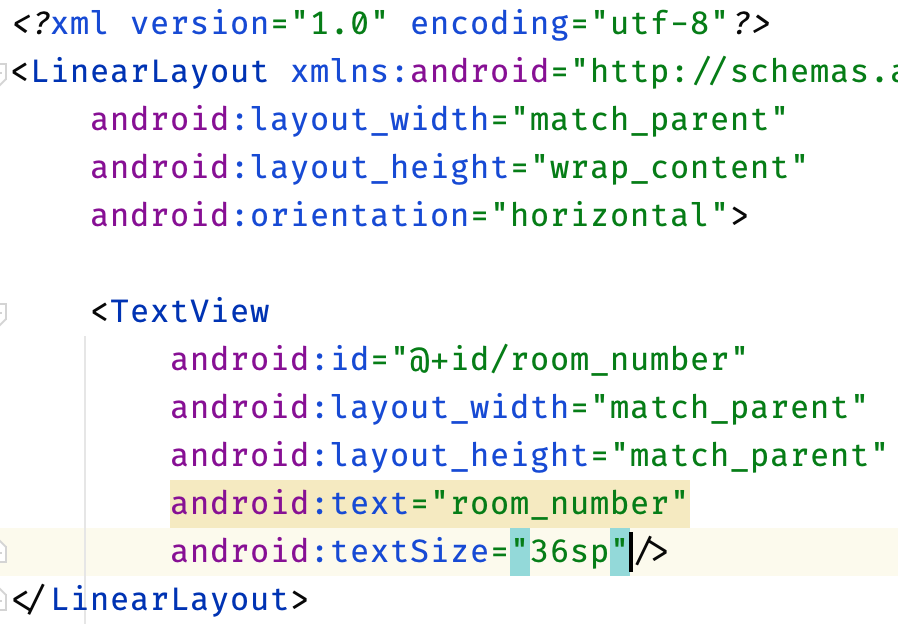 <?xml version="1.0" encoding="utf-8"?>
<LinearLayout xmlns:android="http://schemas.a
android:layout_width="match_parent"
android:layout_height="wrap_content"
android:orientation="horizontal">
<TextView
android:id="@+id/room_number"
android:layout_width="match_parent"
android:layout_height="match_parent"
android:text="room_number"
android:textSize="36sp"/>
</LinearLayout>